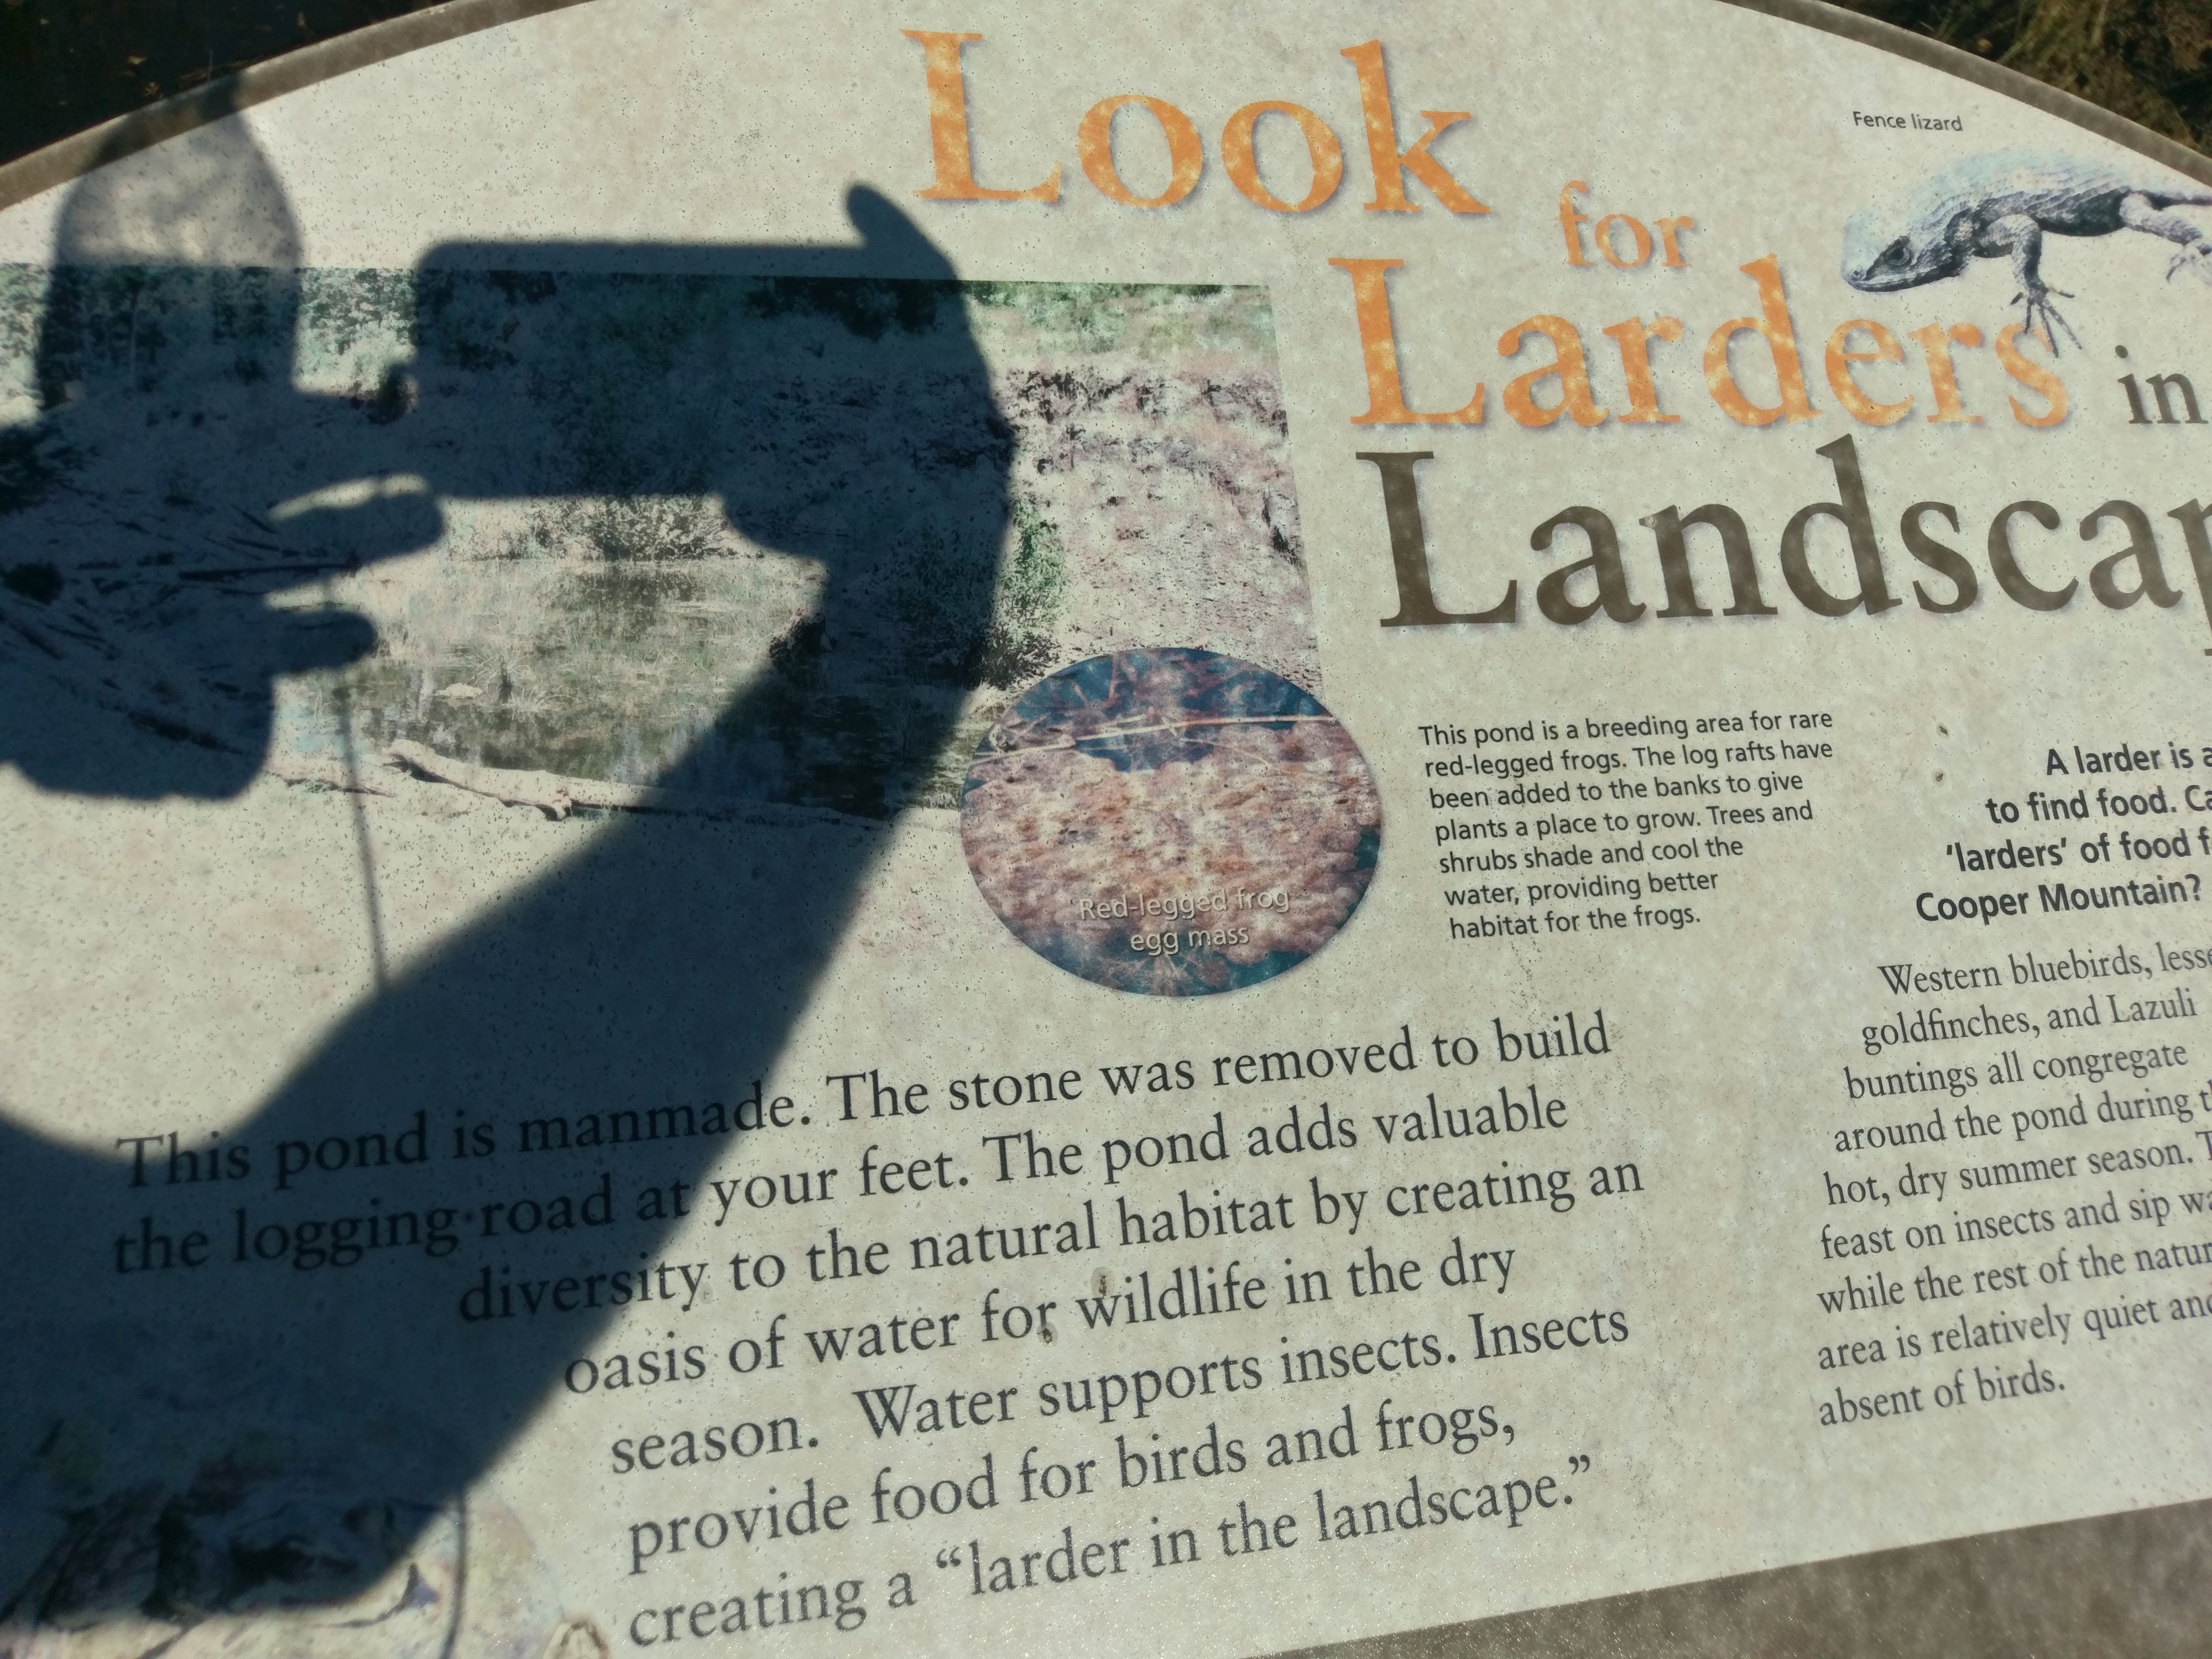 Look
for
Larders in
Fence lizard
This pond is a breeding area for rare
red-legged frogs. The log rafts have
been added to the banks to give
plants a place to grow. Trees and
shrubs shade and cool the
water, providing better
habitat for the frogs.
Red-legged frog
egg mass
This pond is manmade. The stone was removed to build
the logging road at your feet. The pond adds valuable
diversity to the natural habitat by creating an
oasis of water for wildlife in the dry
season. Water supports insects. Insects
provide food for birds and frogs,
creating a “larder in the landscape.”
A larder is
to find food.
‘larders’ of food
Cooper Mountain?
Western bluebirds,
goldfinches, and Lazuli
buntings all congregate
around the pond during
hot, dry summer season.
feast on insects and sip
while the rest of the
area is relatively quiet
absent of birds.